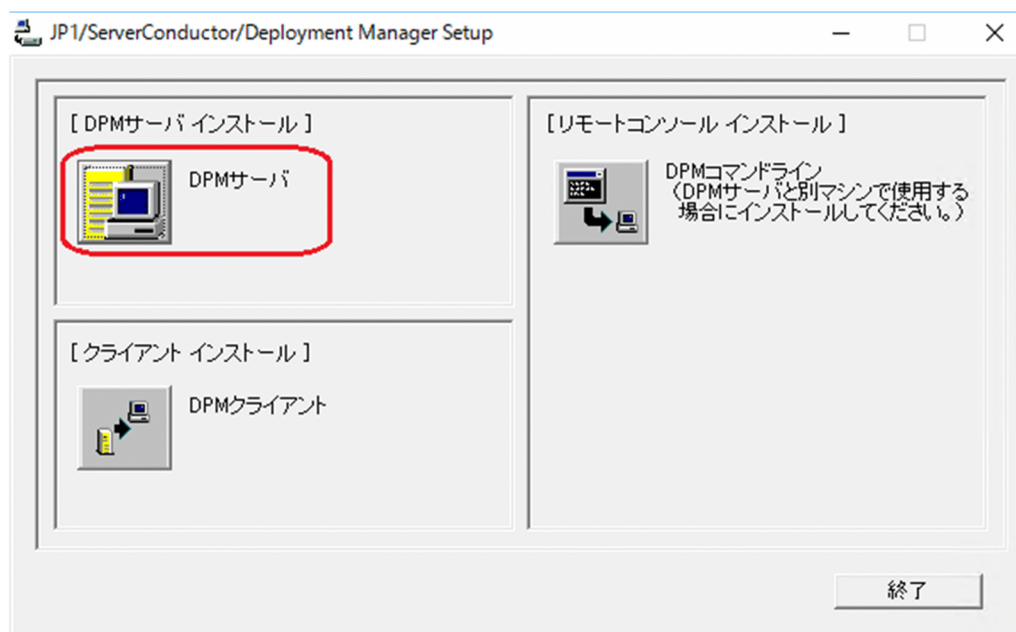 JP1/ServerConductor/Deployment Manager Setup
[ DPMサーバ インストール ]
DPMサーバ
[ クライアント インストール ]
DPMクライアント
[ リモートコンソール インストール ]
DPMコマンドライン
(DPMサーバと別マシンで使用する
場合にインストールしてください。)
終了